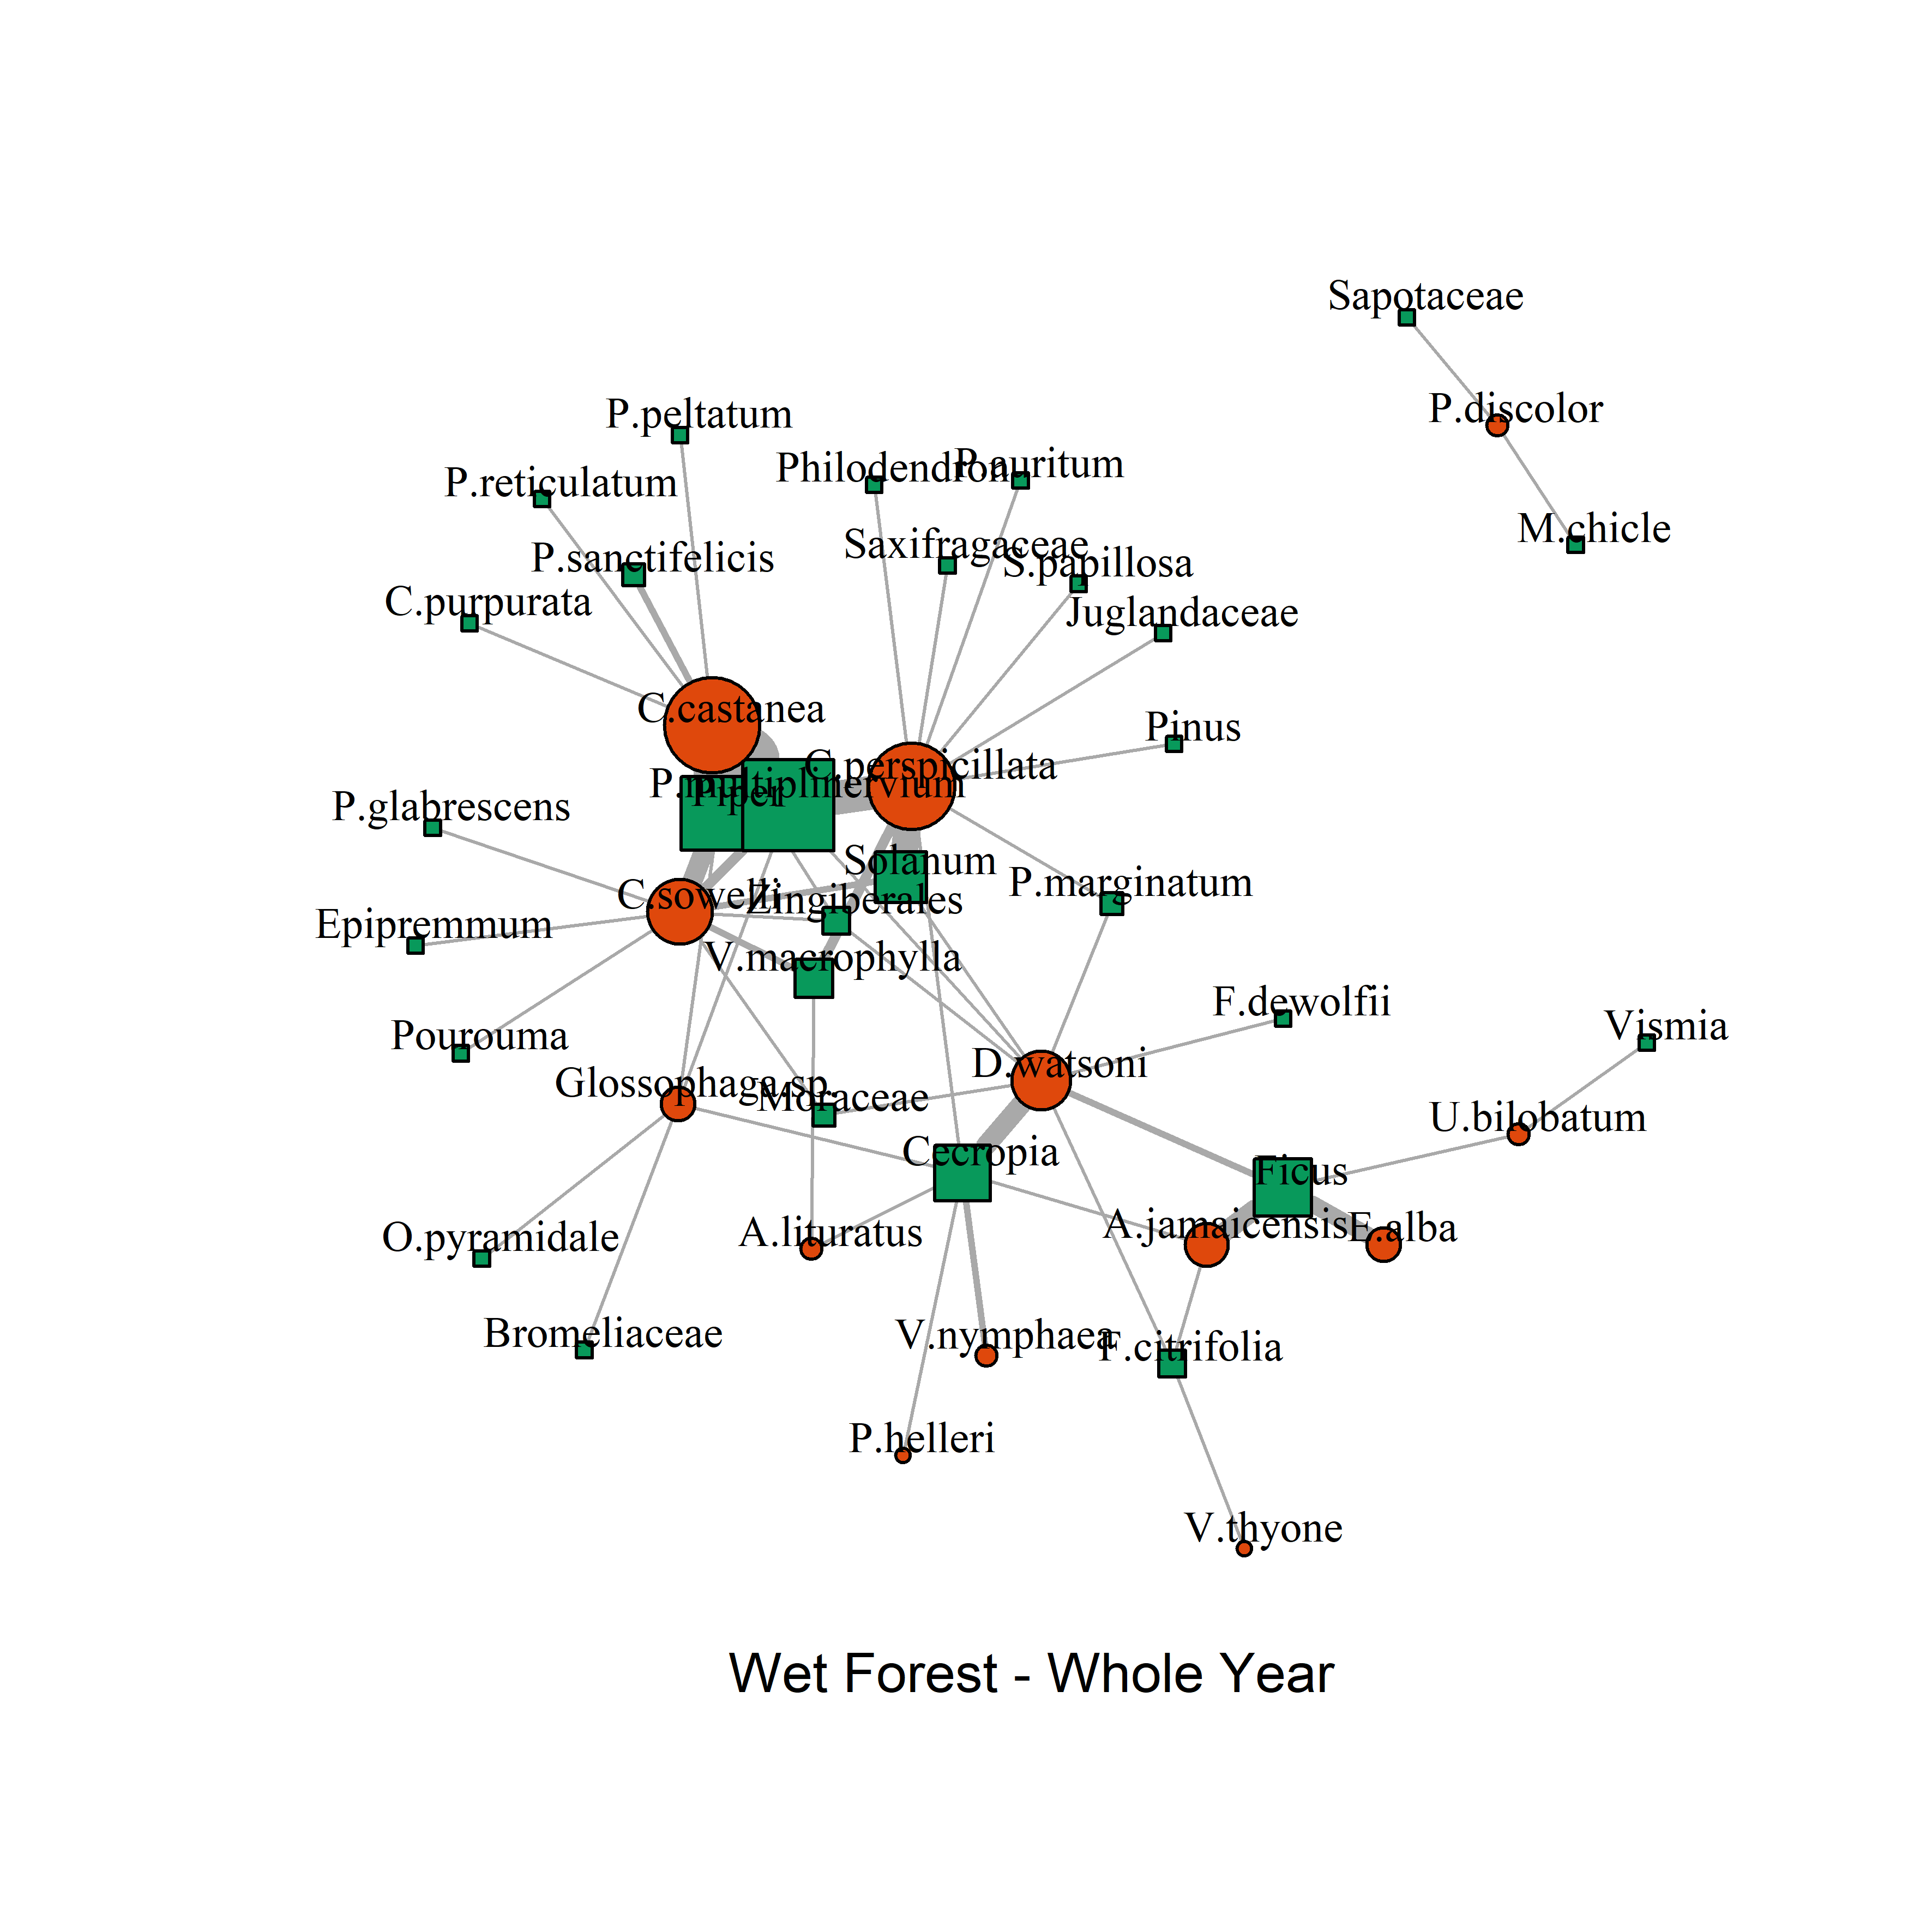 Sapotaceae
P.discolor
P.peltatum
Philodendron
P.auritum
P.reticulatum
M.chicle
Saxifragaceae
P.sanctifelicis
S.papillosa
C.purpurata
Juglandaceae
C.castanea
Pinus
C.perspicillata
P.multiplinervium
Piper
P.glabrescens
Solanum
P.marginatum
C.sowelli
Zingiberales
Epipremmum
V.macrophylla
F.dewolfii
Vismia
Pourouma
D.watsoni
Glossophaga.sp
Moraceae
U.bilobatum
Cecropia
Ficus
A.jamaicensis
E.alba
O.pyramidale
A.lituratus
Bromeliaceae
V.nymphaea
F.citrifolia
P.helleri
V.thyone
Wet Forest - Whole Year